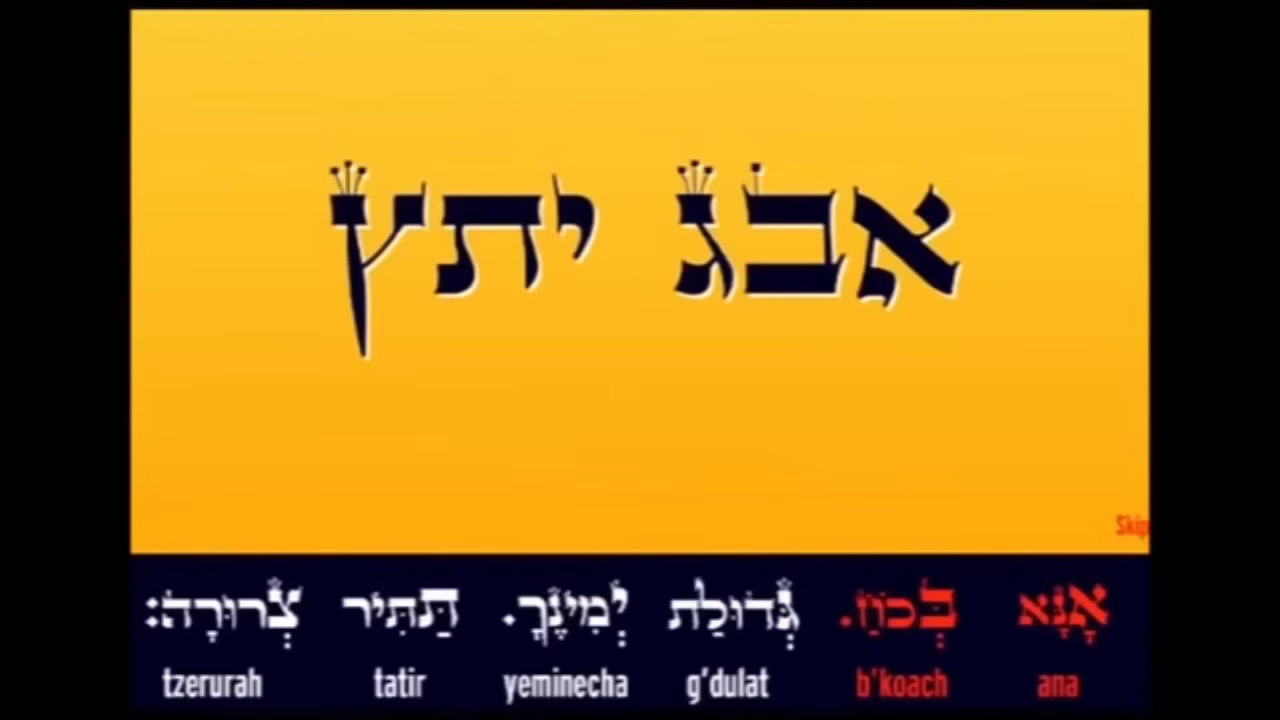 אבג יתץ
Skip
אָנָּא בְּכֹחַ. גְּדוּלַּת יְמִינֶךָ. תַּתִּיר צְרוּרָה:
ana b'koach g'dulat yeminecha tatir tzerurah